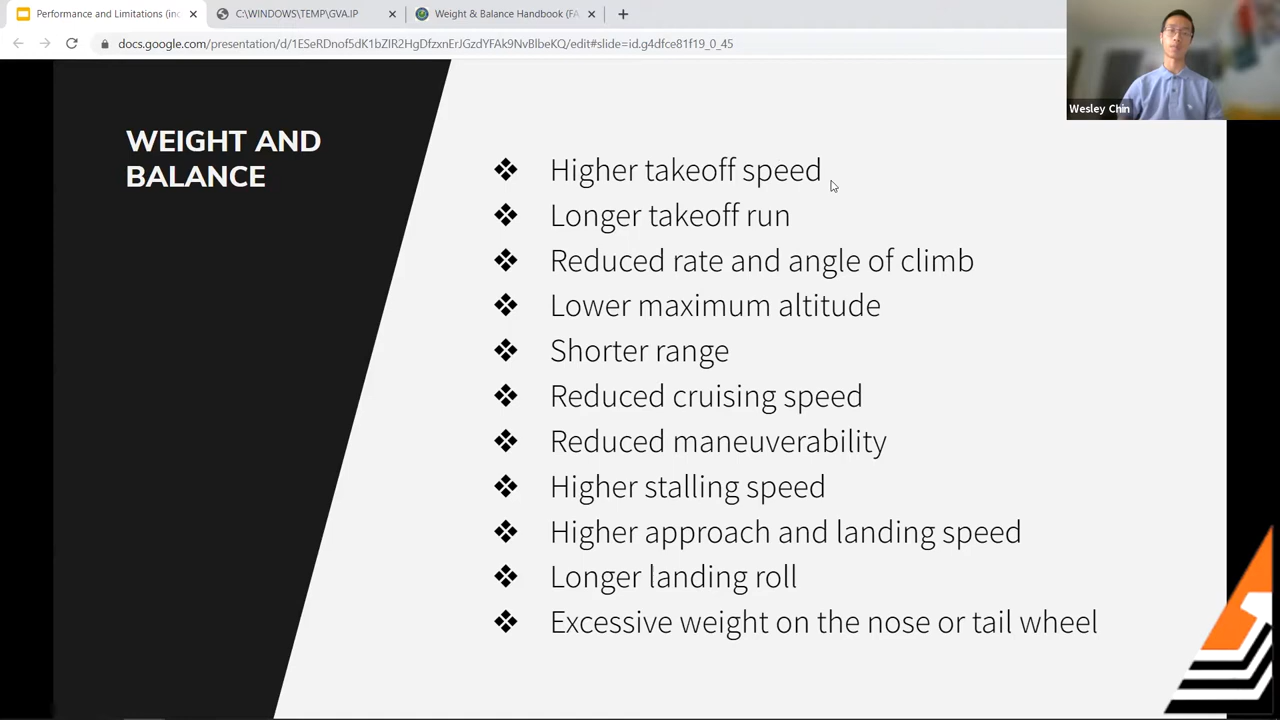 Performance and Limitations (inc
C:\WINDOWS\TEMP\GVA.IP
Weight & Balance Handbook (FA
docs.google.com/presentation/d/1ESeRDnof5dK1bZIR2HgDfzxnErJGzdYFAk9NvBlbeKQ/edit#slide=id.g4dfce81f19_0_45
Wesley Chin
WEIGHT AND
BALANCE
❖ Higher takeoff speed
❖ Longer takeoff run
❖ Reduced rate and angle of climb
❖ Lower maximum altitude
❖ Shorter range
❖ Reduced cruising speed
❖ Reduced maneuverability
❖ Higher stalling speed
❖ Higher approach and landing speed
❖ Longer landing roll
❖ Excessive weight on the nose or tail wheel